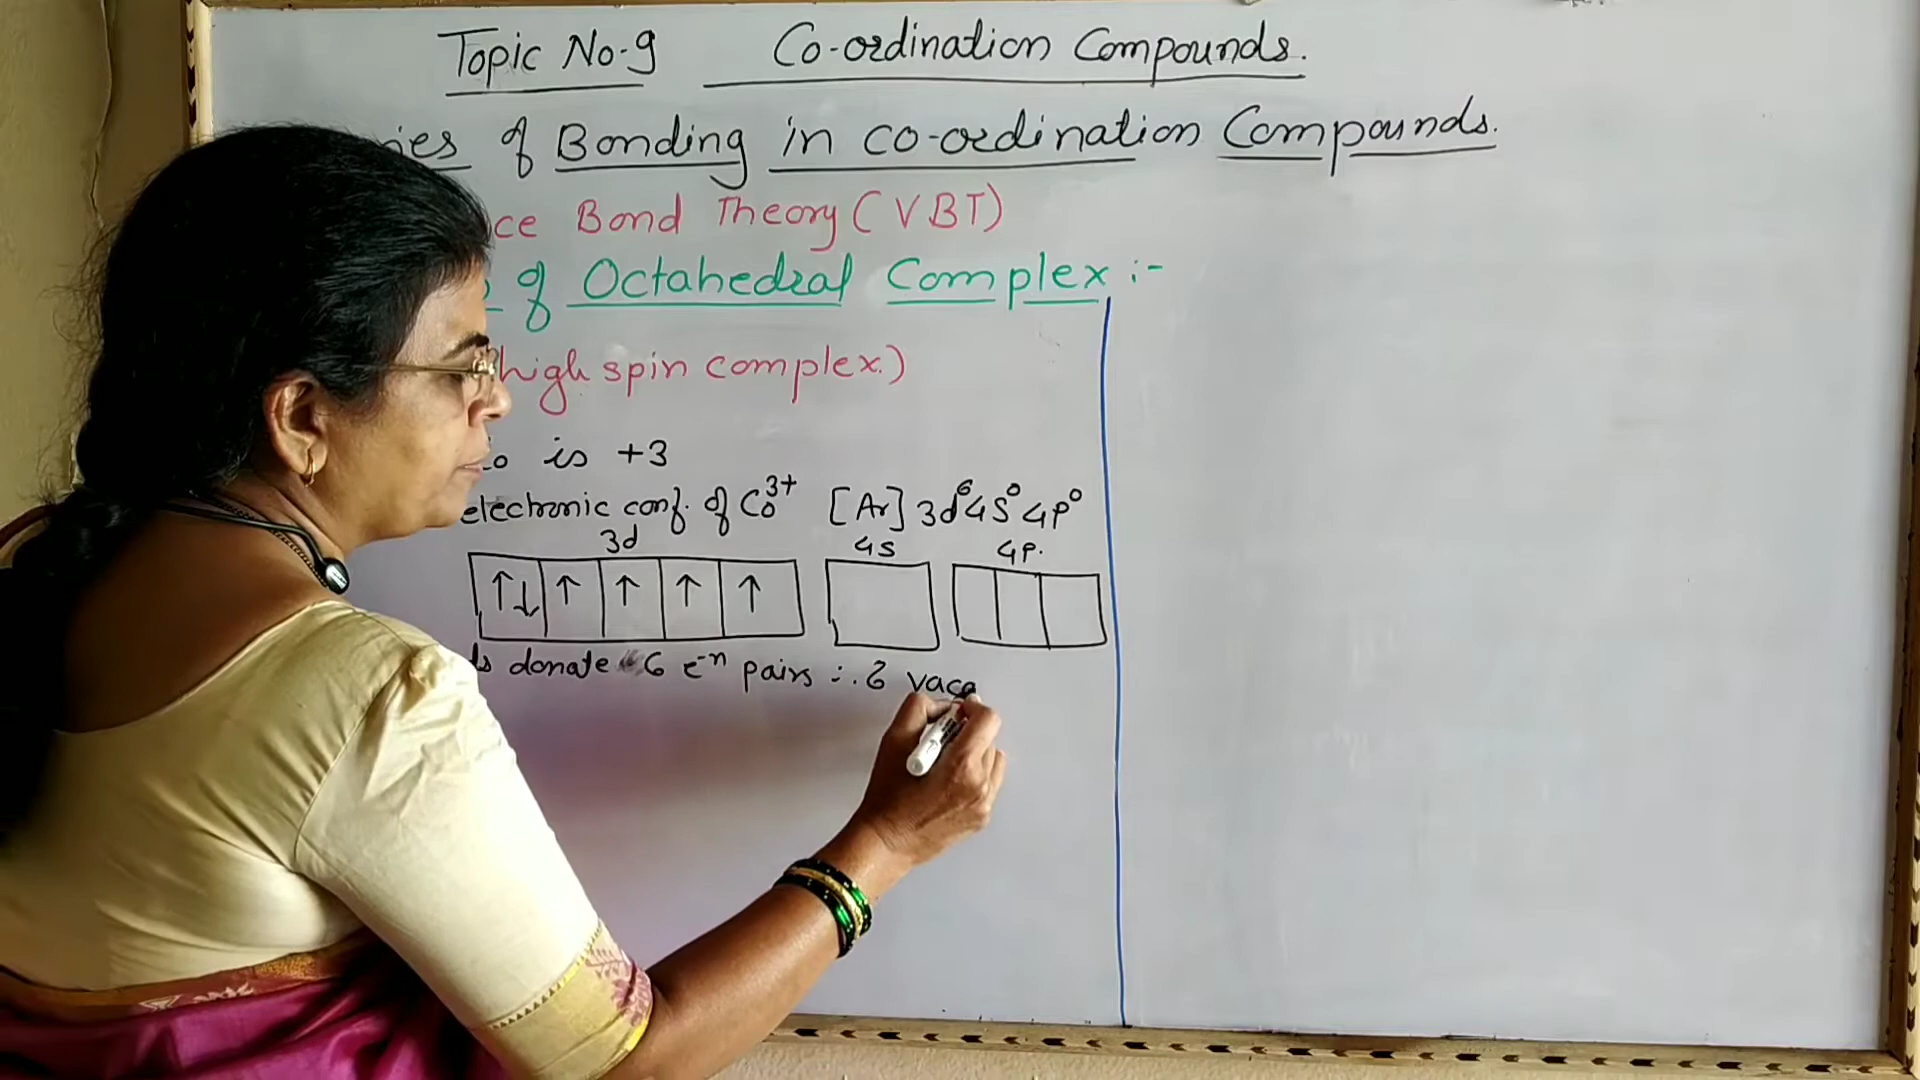 Topic No-9 Co-ordination Compounds.
of Bonding in co-ordination Compounds.
Bond Theory (VBT)
of Octahedral Complex :-
high spin complex.)
is +3
electronic conf. of Co3+ [Ar] 3d6 4s0 4p0
3d 4s 4p.
↑↓ ↑ ↑ ↑ ↑
donate 6 e-n pairs ∴ 6 vaca